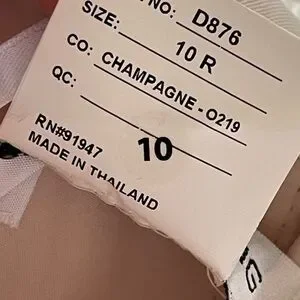 NO: D876
SIZE: 10 R
CO: CHAMPAGNE - O219
QC:
10
RN#91947
MADE IN THAILAND